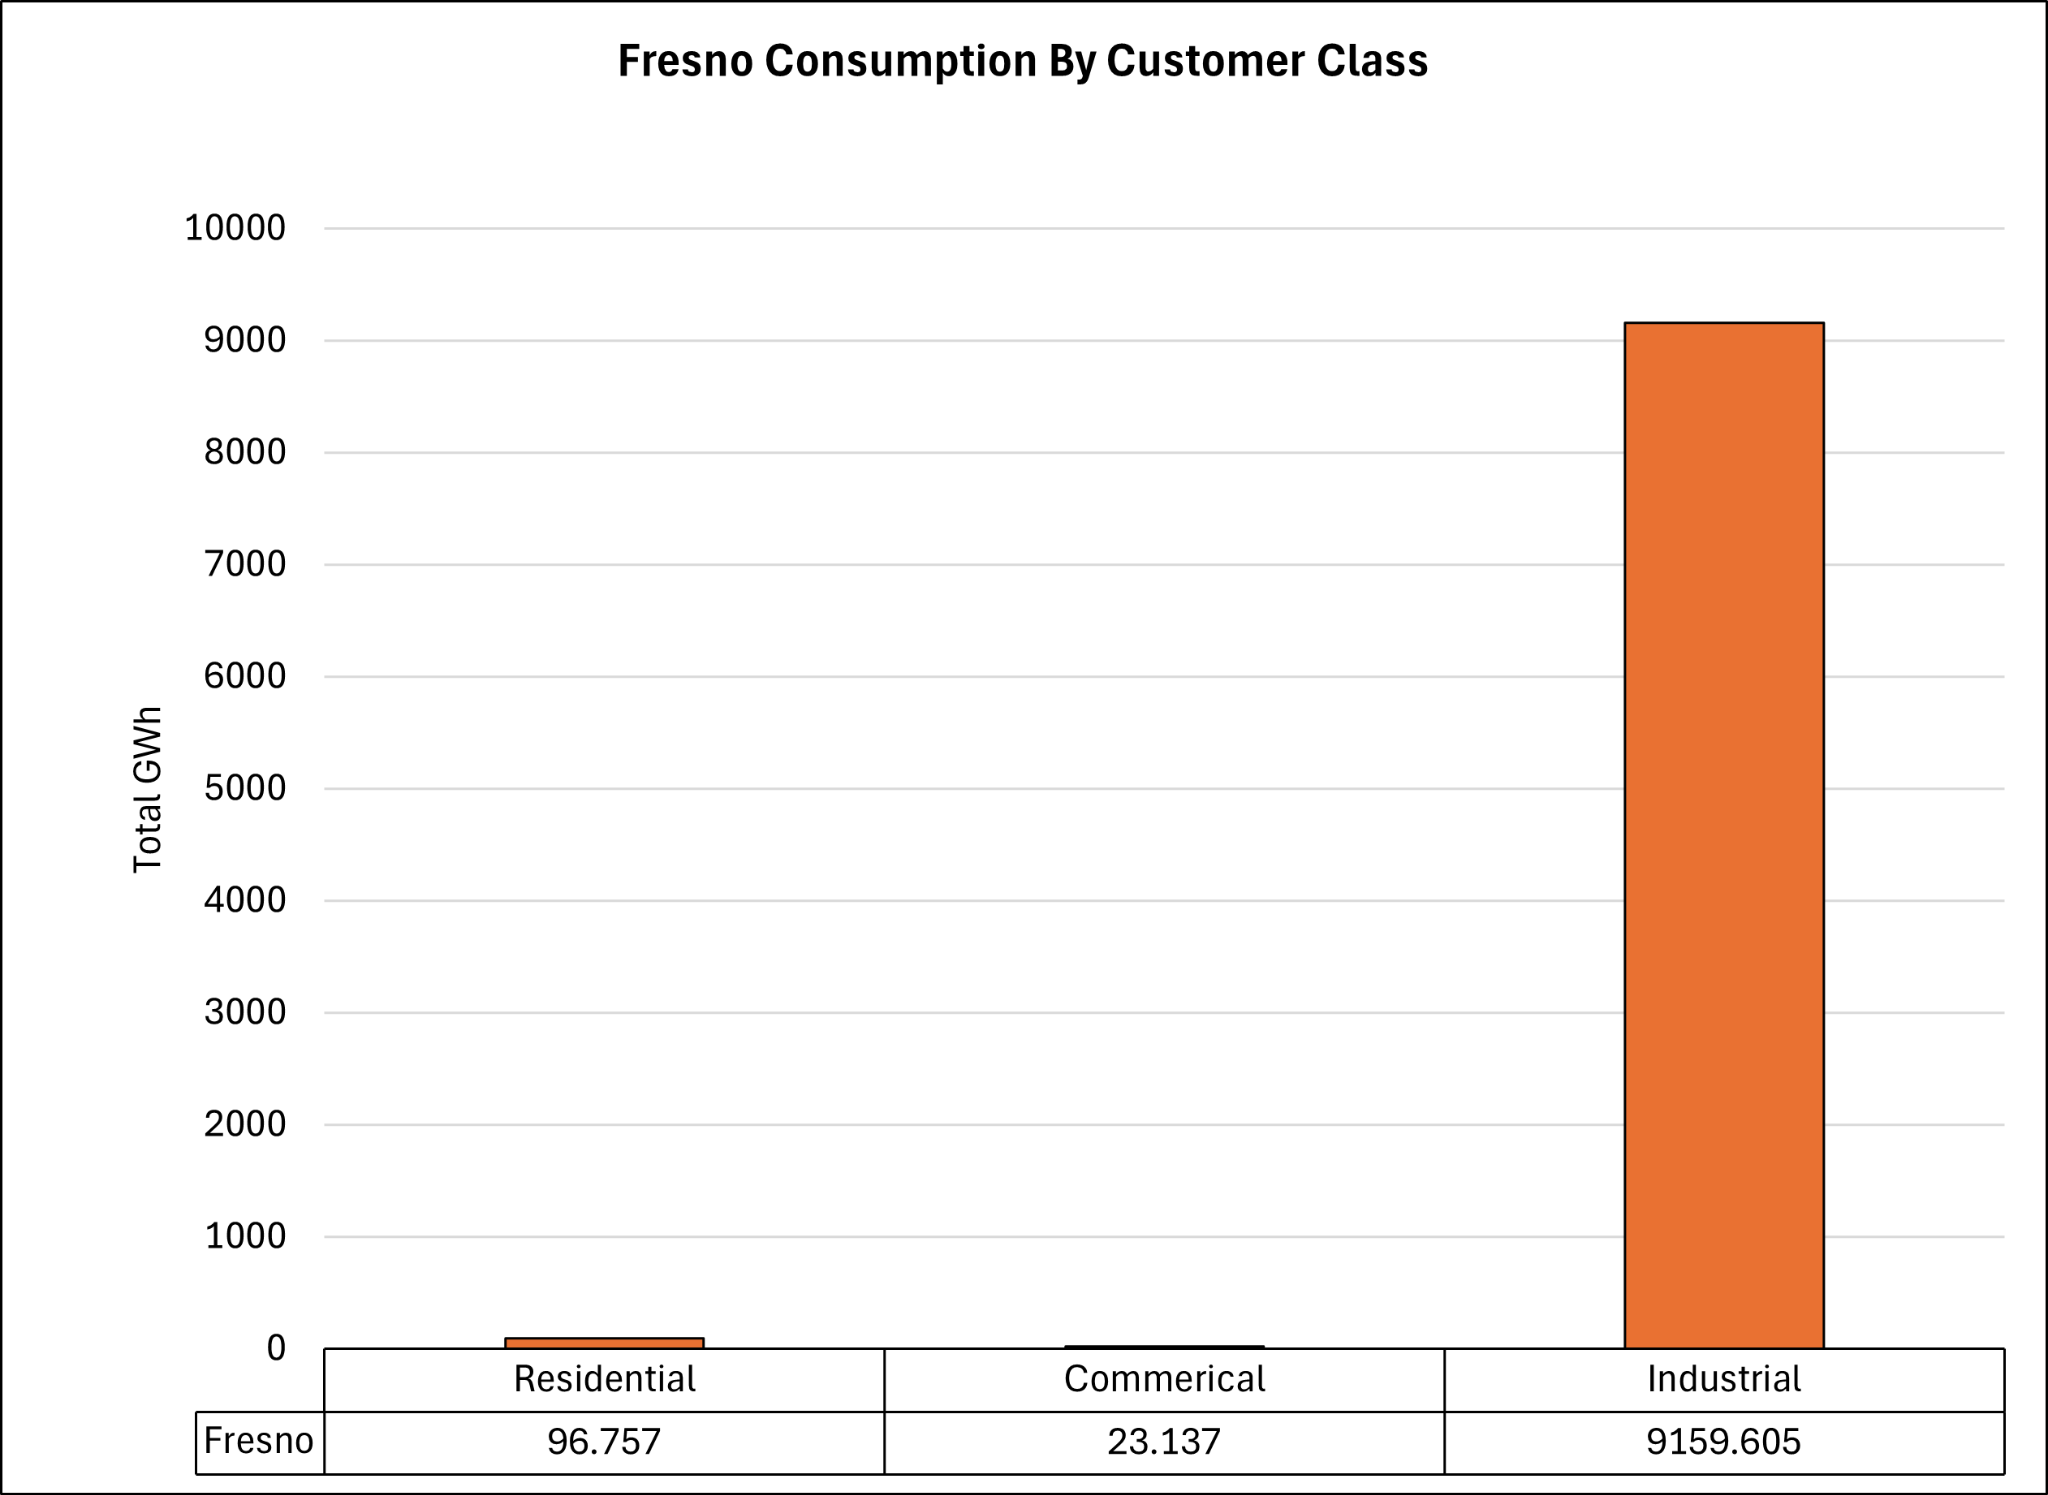 Fresno Consumption By Customer Class
Total GWh
10000
9000
8000
7000
6000
5000
4000
3000
2000
1000
0
Residential Commerical Industrial
Fresno 96.757 23.137 9159.605